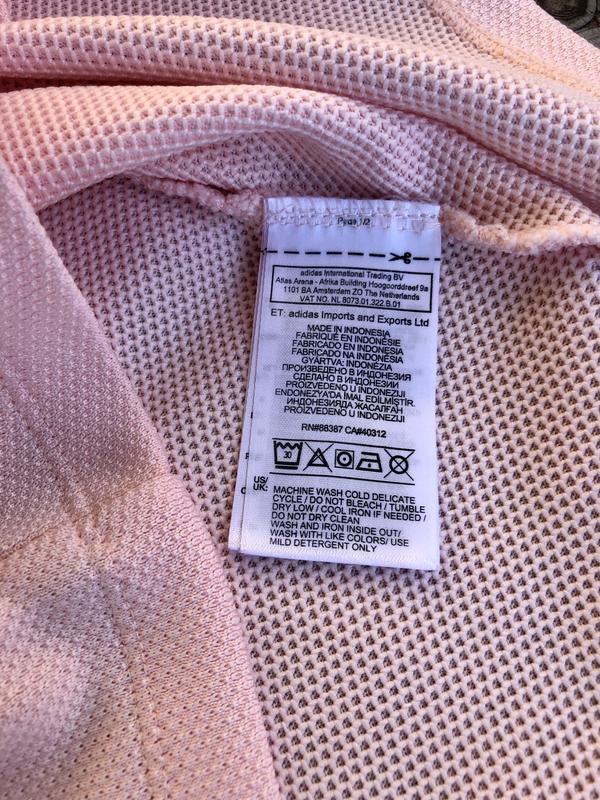 Page 1/2
adidas International Trading BV
Atlas Arena - Afrika Building Hoogoorddreef 9a
1101 BA Amsterdam ZO The Netherlands
VAT NO. NL 8073.01.322.B.01
ET: adidas Imports and Exports Ltd
MADE IN INDONESIA
FABRIQUÉ EN INDONÉSIE
FABRICADO EN INDONESIA
FABRICADO NA INDONÉSIA
GYÁRTVA: INDONÉZIA
ПРОИЗВЕДЕНО В ИНДОНЕЗИЯ
СДЕЛАНО В ИНДОНЕЗИИ
PROIZVEDENO U INDONEZIJI
ENDONEZYA'DA İMAL EDİLMİŞTİR.
ИНДОНЕЗИЯДА ЖАСАЛҒАН
PROIZVEDENO U INDONEZIJI
RN#88387 CA#40312
30
US/
UK:
MACHINE WASH COLD DELICATE
CYCLE / DO NOT BLEACH / TUMBLE
DRY LOW / COOL IRON IF NEEDED /
DO NOT DRY CLEAN
WASH AND IRON INSIDE OUT/
WASH WITH LIKE COLORS/ USE
MILD DETERGENT ONLY